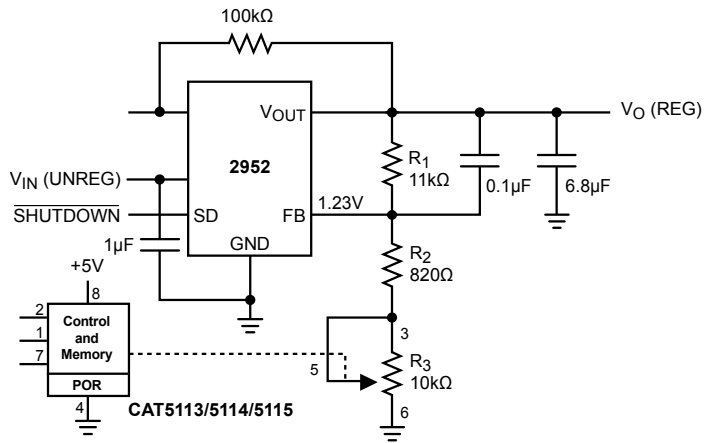 100kΩ
VOUT
VO (REG)
2952
R1
11kΩ
0.1µF
6.8µF
VIN (UNREG)
1.23V
SHUTDOWN
SD
FB
1µF
GND
R2
820Ω
+5V
8
2
1
7
Control
and
Memory
3
5
R3
10kΩ
POR
4
6
CAT5113/5114/5115